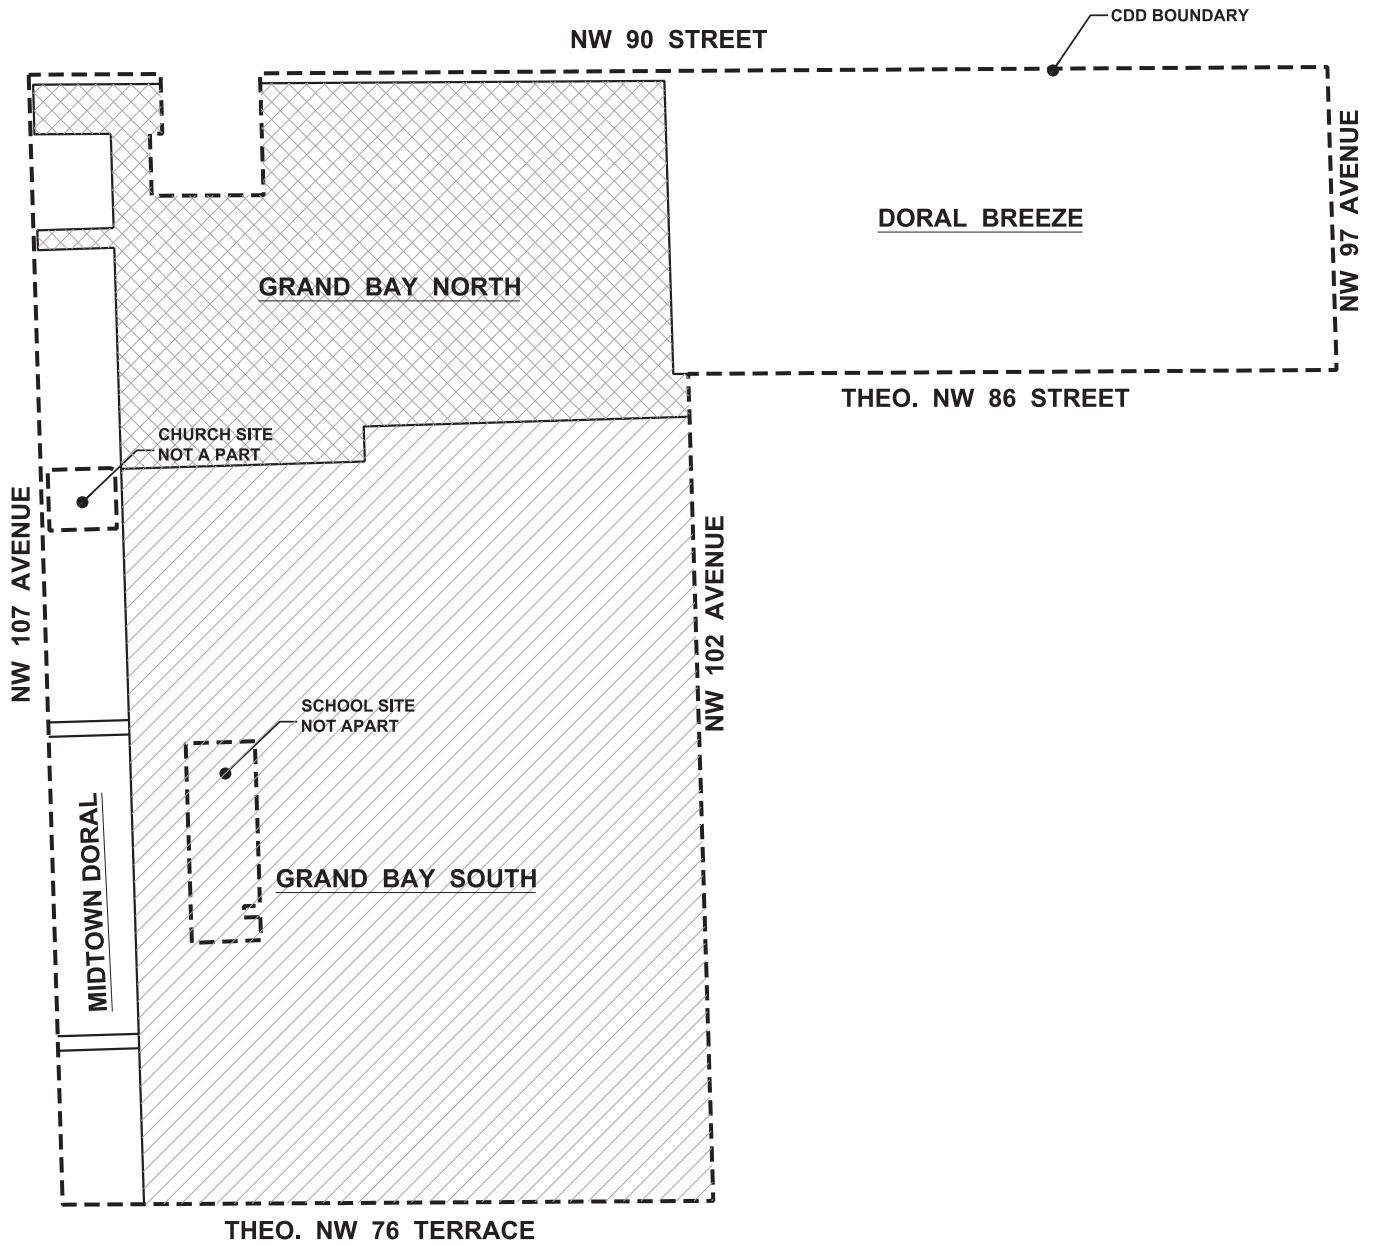 CDD BOUNDARY
NW 90 STREET
NW 97 AVENUE
DORAL BREEZE
GRAND BAY NORTH
THEO. NW 86 STREET
CHURCH SITE
NOT A PART
NW 107 AVENUE
NW 102 AVENUE
SCHOOL SITE
NOT APART
MIDTOWN DORAL
GRAND BAY SOUTH
THEO. NW 76 TERRACE